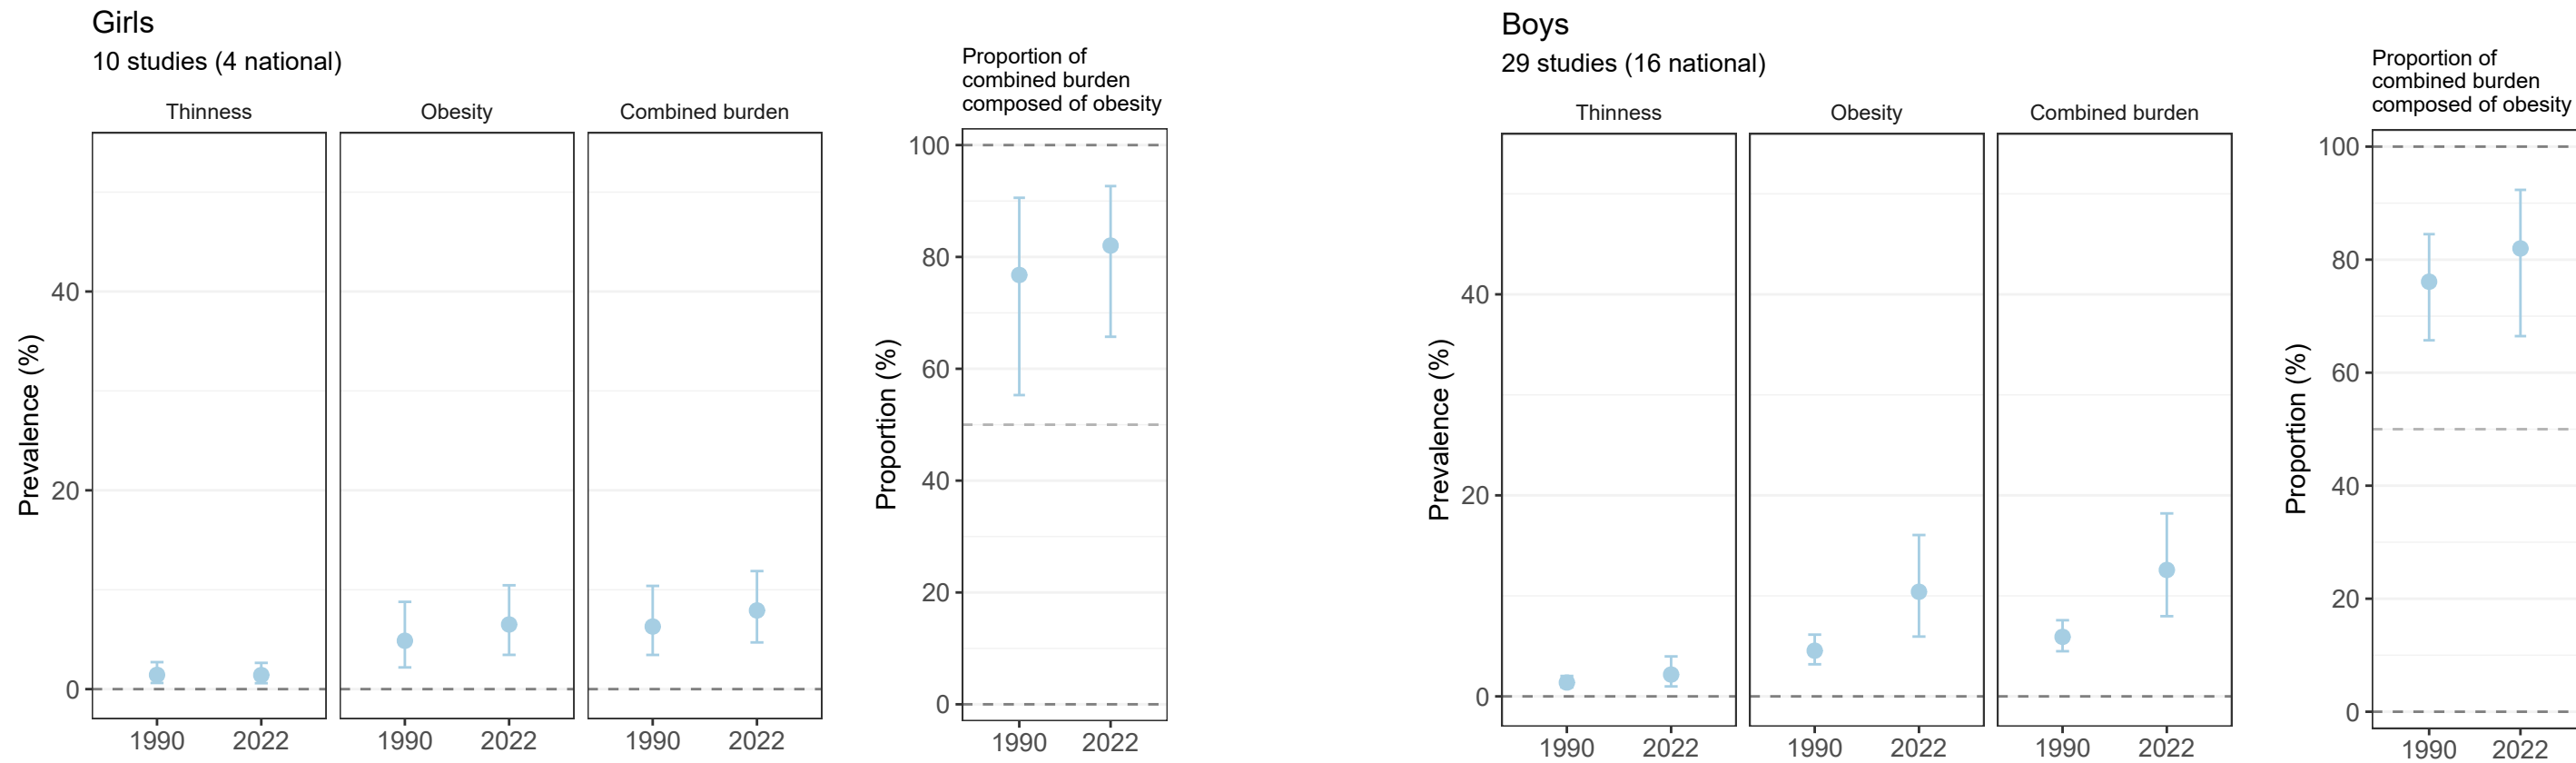 Girls
10 studies (4 national)
Thinness
Obesity
Combined burden
Proportion of
combined burden
composed of obesity
Prevalence (%)
40
20
0
1990 2022
1990 2022
1990 2022
Proportion (%)
100
80
60
40
20
0
1990 2022
Boys
29 studies (16 national)
Thinness
Obesity
Combined burden
Proportion of
combined burden
composed of obesity
Prevalence (%)
40
20
0
1990 2022
1990 2022
1990 2022
Proportion (%)
100
80
60
40
20
0
1990 2022